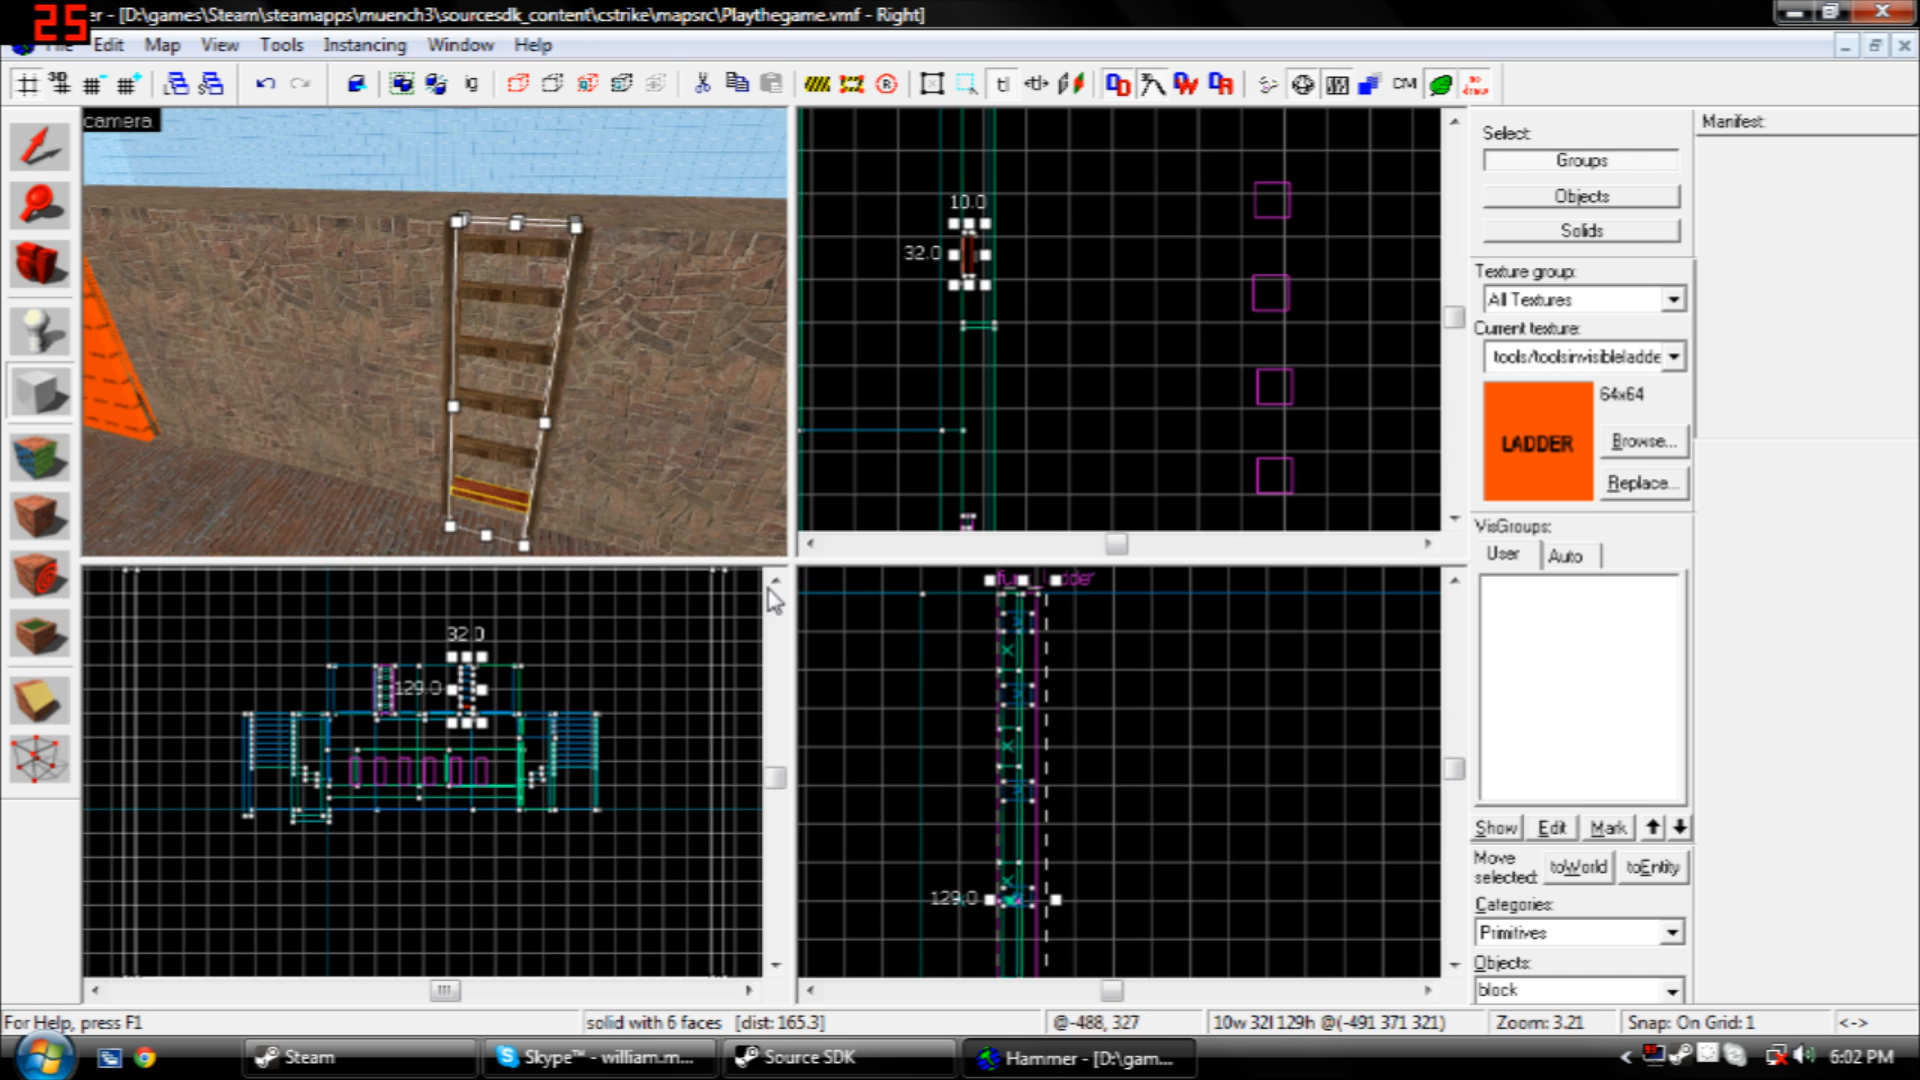 25
er - [D:\games\Steam\steamapps\muench3\sourcesdk_content\cstrike\mapsrc\Playthegame.vmf - Right]
File Edit Map View Tools Instancing Window Help
ig tl CM
camera
10.0
32.0
32.0
129.0
129.0
Select:
Groups
Objects
Solids
Texture group:
All Textures
Current texture:
tools/toolsinvisibleladde
64x64
LADDER
Browse...
Replace...
VisGroups:
User Auto
Show Edit Mark
Move selected:
toWorld toEntity
Categories:
Primitives
Objects:
block
Manifest:
For Help, press F1
solid with 6 faces [dist: 165.3]
@-488, 327
10w 32l 129h @(-491 371 321)
Zoom: 3.21
Snap: On Grid: 1
<->
Steam
Skype™ - william.m...
Source SDK
Hammer - [D:\gam...
6:02 PM